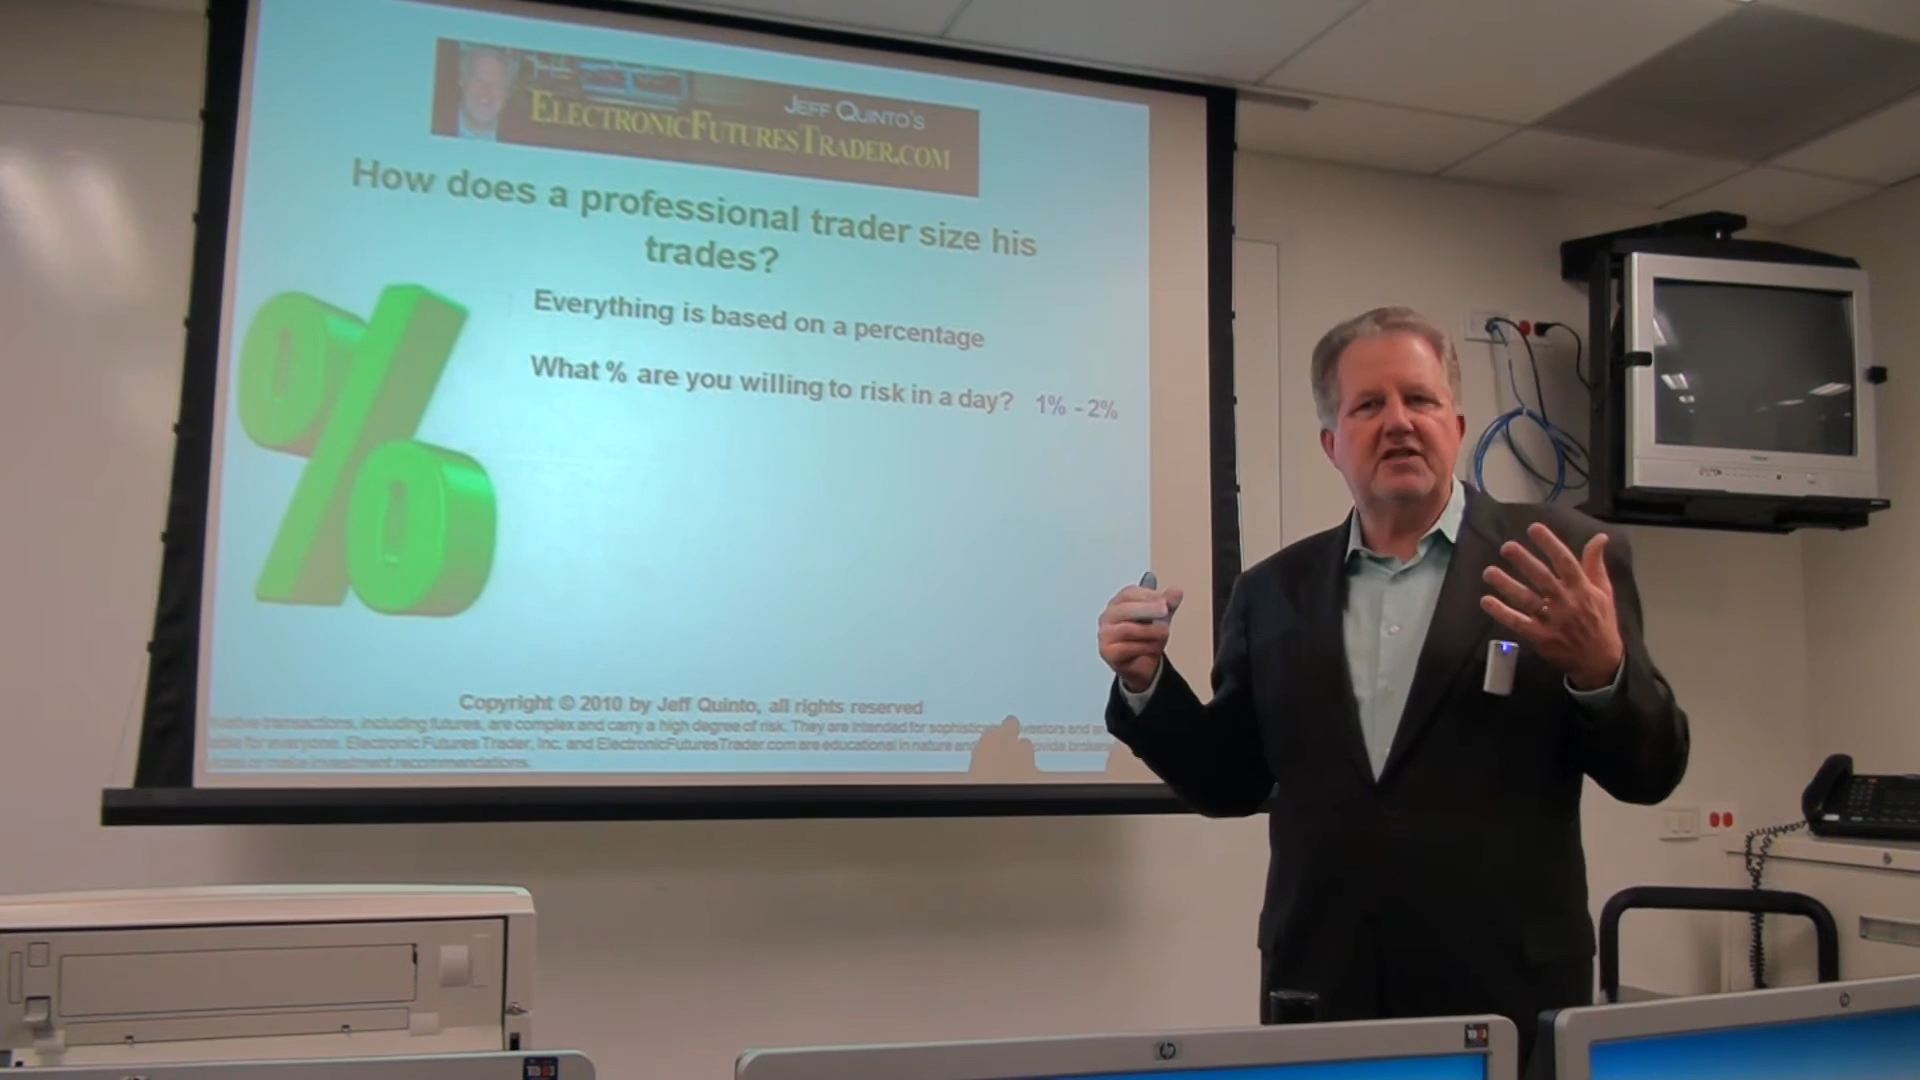 JEFF QUINTO'S
ELECTRONICFUTURESTRADER.COM
How does a professional trader size his
trades?
%
Everything is based on a percentage
What % are you willing to risk in a day? 1% - 2%
Copyright © 2010 by Jeff Quinto, all rights reserved
transactions, including futures, are complex and carry a high degree of risk. They are intended for
for everyone. Electronic Futures Trader, Inc. and ElectronicFuturesTrader.com are educational in nature
or make investment recommendations.
hp